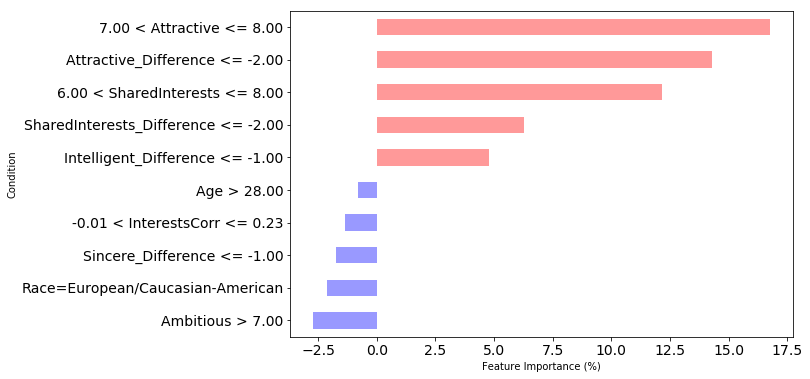 7.00 < Attractive <= 8.00
Attractive_Difference <= -2.00
6.00 < SharedInterests <= 8.00
SharedInterests_Difference <= -2.00
Intelligent_Difference <= -1.00
Age > 28.00
-0.01 < InterestsCorr <= 0.23
Sincere_Difference <= -1.00
Race=European/Caucasian-American
Ambitious > 7.00
Condition
−2.5 0.0 2.5 5.0 7.5 10.0 12.5 15.0 17.5
Feature Importance (%)